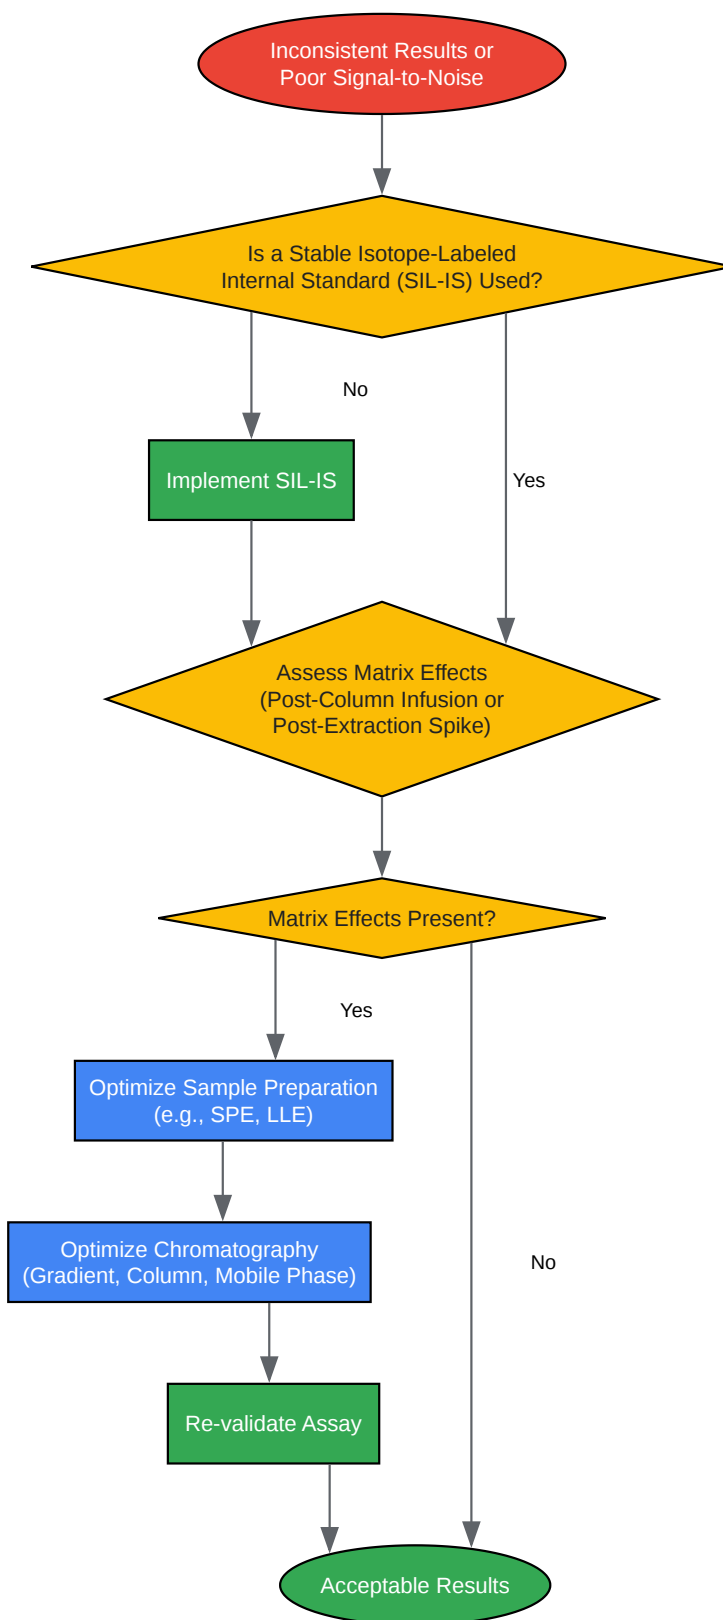 Inconsistent Results or
Poor Signal-to-Noise
Is a Stable Isotope-Labeled
Internal Standard (SIL-IS) Used?
No
Implement SIL-IS
Yes
Assess Matrix Effects
(Post-Column Infusion or
Post-Extraction Spike)
Matrix Effects Present?
Yes
Optimize Sample Preparation
(e.g., SPE, LLE)
Optimize Chromatography
(Gradient, Column, Mobile Phase)
No
Re-validate Assay
Acceptable Results